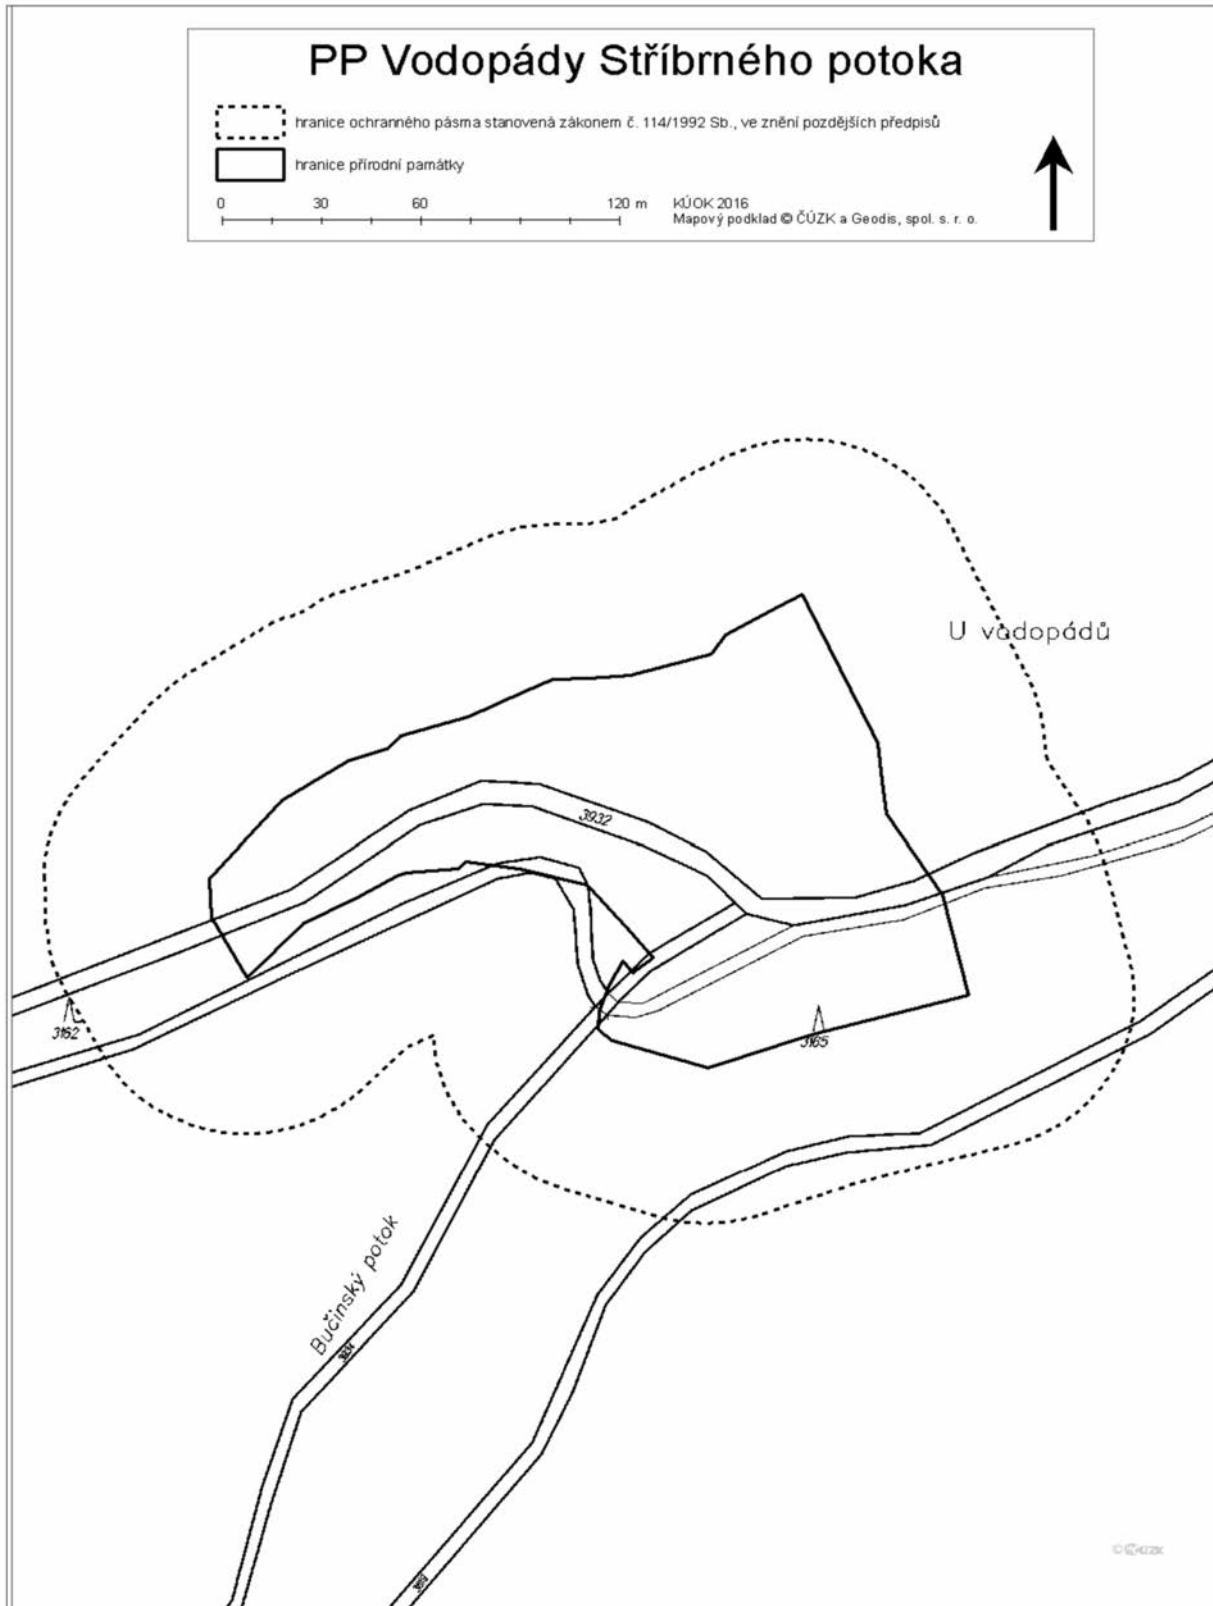 PP Vodopády Stříbrného potoka
hranice ochranného pásma stanovená zákonem č. 114/1992 Sb., ve znění pozdějších předpisů
hranice přírodní památky
0 30 60 120 m
KÚOK 2016
Mapový podklad © ČÚZK a Geodis, spol. s. r. o.
U vodopádů
3932
3162
3165
Bučinský potok
© ČÚZK